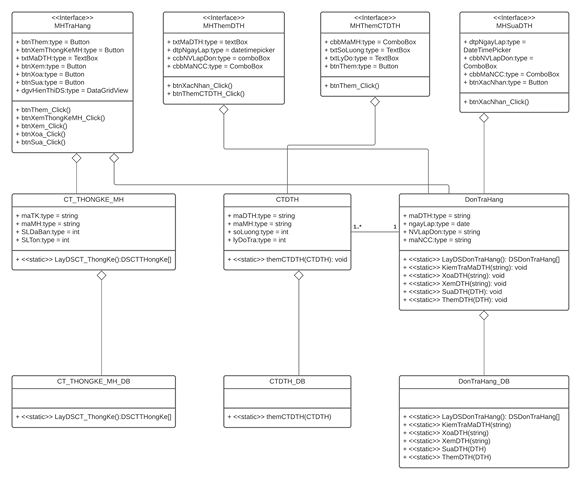 <<Interface>>
MHTraHang
+ btnThem:type = Button
+ btnXemThongKeMH:type = Button
+ txtMaDTH:type = TextBox
+ btnXem:type = Button
+ btnXoa:type = Button
+ btnSua:type = Button
+ dgvHienThiDS:type = DataGridView
+ btnThem_Click()
+ btnXemThongKeMH_Click()
+ btnXem_Click()
+ btnXoa_Click()
+ btnSua_Click()
<<Interface>>
MHThemDTH
+ txtMaDTH:type = textBox
+ dtpNgayLap:type = datetimepicker
+ ccbNVLapDon:type = comboBox
+ cbbMaNCC:type = ComboBox
+ btnXacNhan_Click()
+ btnThemCTDTH_Click()
<<Interface>>
MHThemCTDTH
+ cbbMaMH:type = ComboBox
+ txtSoLuong:type = TextBox
+ txtLyDo:type = TextBox
+ btnThem:type = Button
+ btnThem_Click()
<<Interface>>
MHSuaDTH
+ dtpNgayLap:type =
DateTimePicker
+ cbbNVLapDon:type =
ComboBox
+ cbbMaNCC:type = ComboBox
+ btnXacNhan:type = Button
+ btnXacNhan_Click()
CT_THONGKE_MH
+ maTK:type = string
+ maMH:type = string
+ SLDaBan:type = int
+ SLTon:type = int
+ <<static>> LayDSCT_ThongKe():DSCTThongKe[]
CTDTH
+ maDTH:type = string
+ maMH:type = string
+ soLuong:type = int
+ lyDoTra:type = int
+ <<static>> themCTDTH(CTDTH): void
1..*
1
DonTraHang
+ maDTH:type = string
+ ngayLap:type = date
+ NVLapDon:type = string
+ maNCC:type = string
+ <<static>> LayDSDonTraHang(): DSDonTraHang[]
+ <<static>> KiemTraMaDTH(string): void
+ <<static>> XoaDTH(string): void
+ <<static>> XemDTH(string): void
+ <<static>> SuaDTH(DTH): void
+ <<static>> ThemDTH(DTH): void
CT_THONGKE_MH_DB
+ <<static>> LayDSCT_ThongKe():DSCTThongKe[]
CTDTH_DB
+ <<static>> themCTDTH(CTDTH)
DonTraHang_DB
+ <<static>> LayDSDonTraHang(): DSDonTraHang[]
+ <<static>> KiemTraMaDTH(string)
+ <<static>> XoaDTH(string)
+ <<static>> XemDTH(string)
+ <<static>> SuaDTH(DTH)
+ <<static>> ThemDTH(DTH)